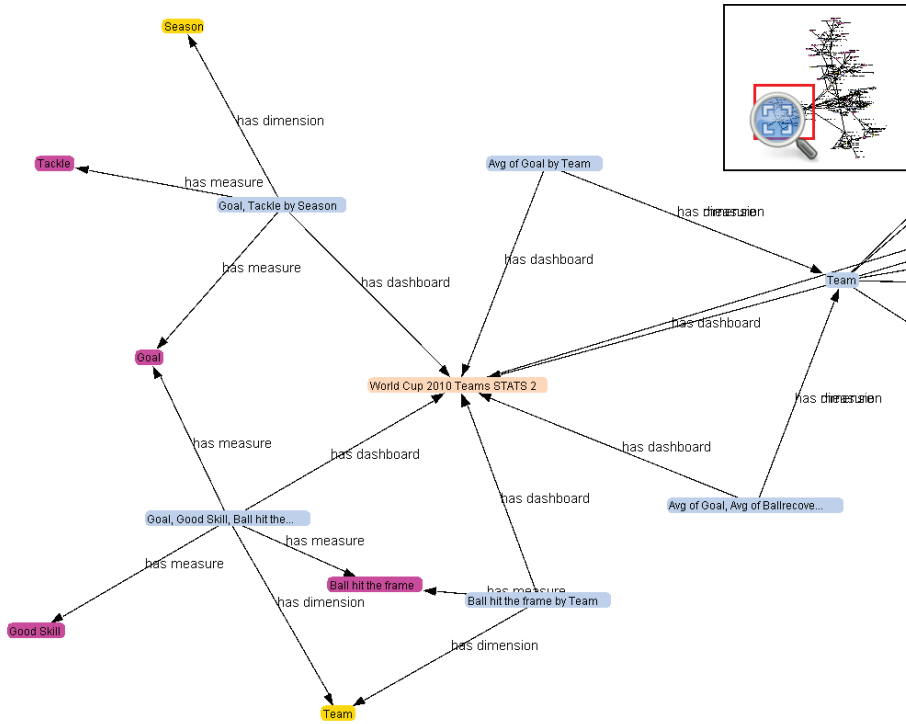 Season
has dimension
Tackle
has measure
Avg of Goal by Team
Goal, Tackle by Season
has dimension
has measure
has dashboard
has dashboard
Team
has dashboard
Goal
World Cup 2010 Teams STATS 2
has dimension
has measure
has dashboard
has dashboard
has dashboard
Avg of Goal, Avg of Ballrecove...
Goal, Good Skill, Ball hit the...
has measure
has measure
Ball hit the frame
has measure
Ball hit the frame by Team
has dimension
Good Skill
has dimension
Team